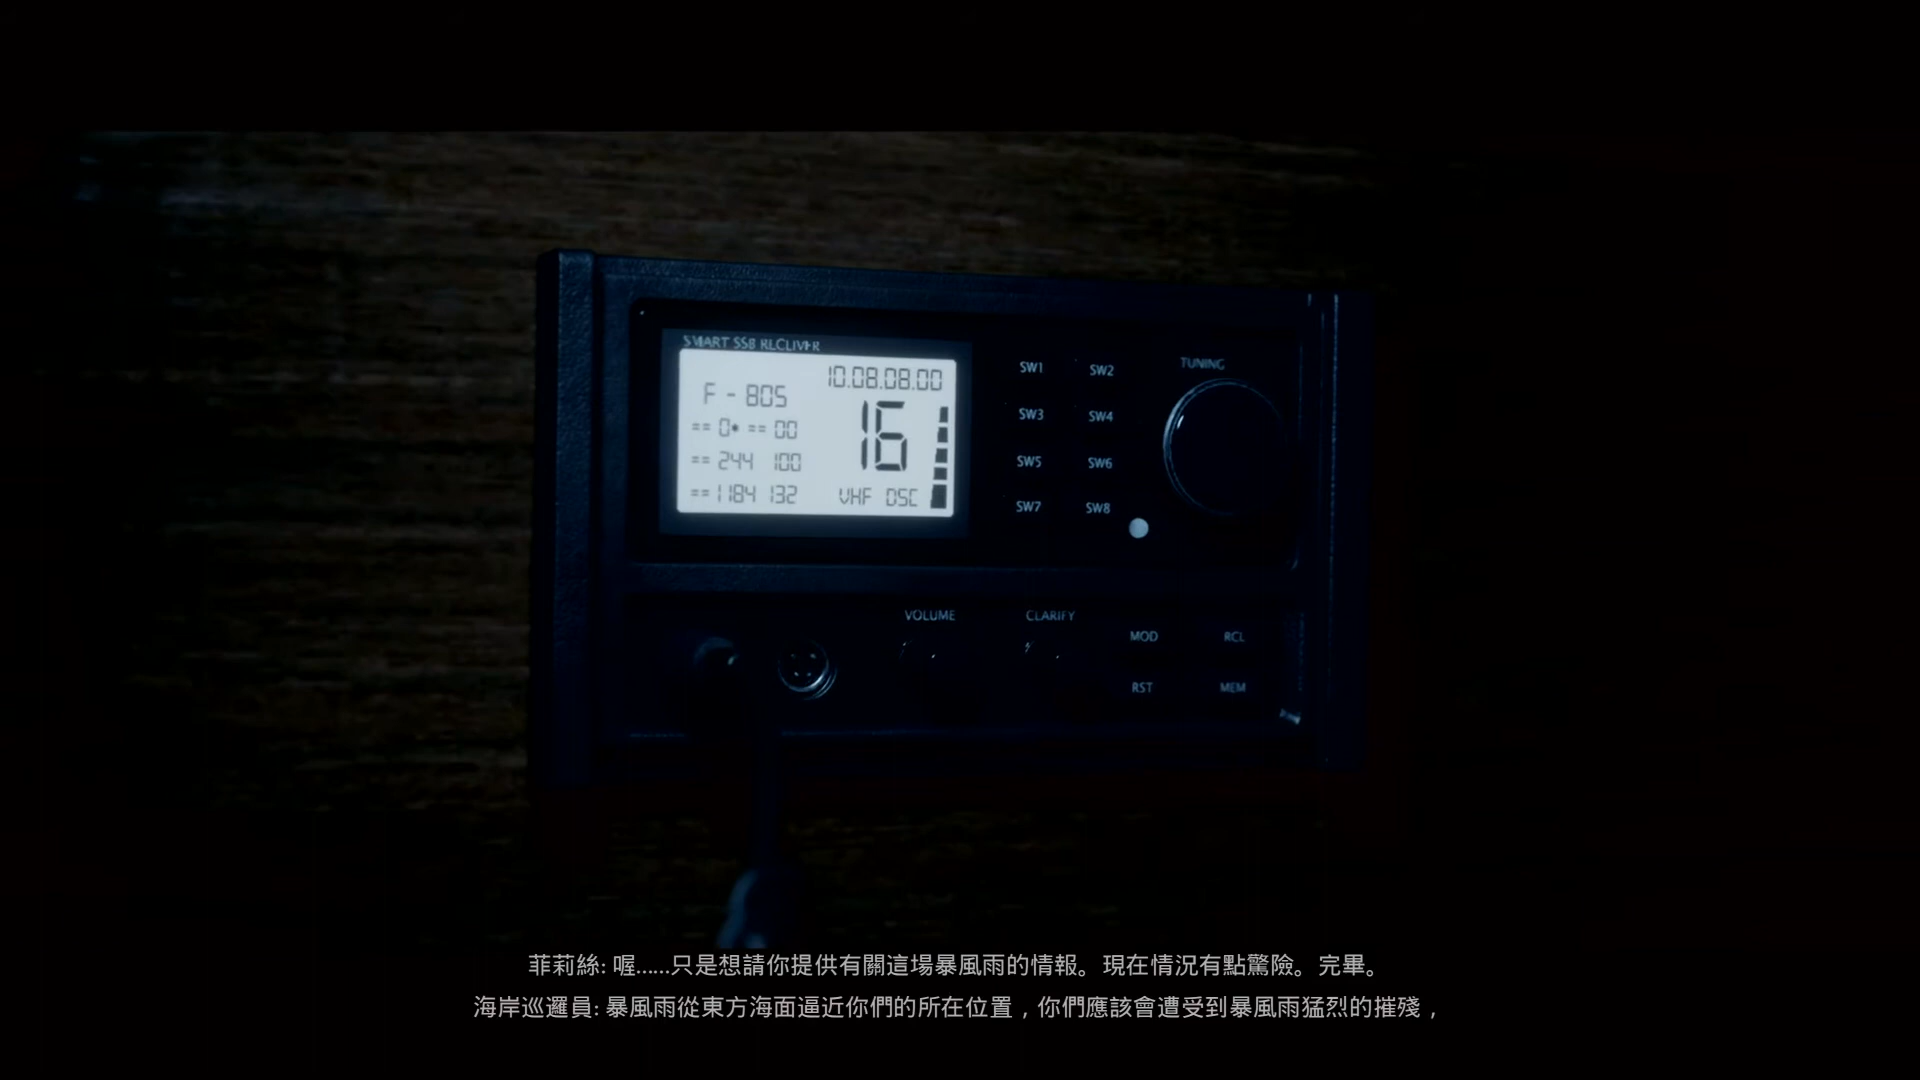 SMART SSB RECEIVER
10.08.08.00
F - 805
16
== 0• == 00
== 244 100
== 1184 132
VHF DSC
SW1 SW2
SW3 SW4
SW5 SW6
SW7 SW8
TUNING
VOLUME
CLARIFY
MOD RCL
RST MEM
菲莉絲: 喔......只是想請你提供有關這場暴風雨的情報。現在情況有點驚險。完畢。
海岸巡邏員: 暴風雨從東方海面逼近你們的所在位置，你們應該會遭受到暴風雨猛烈的摧殘，